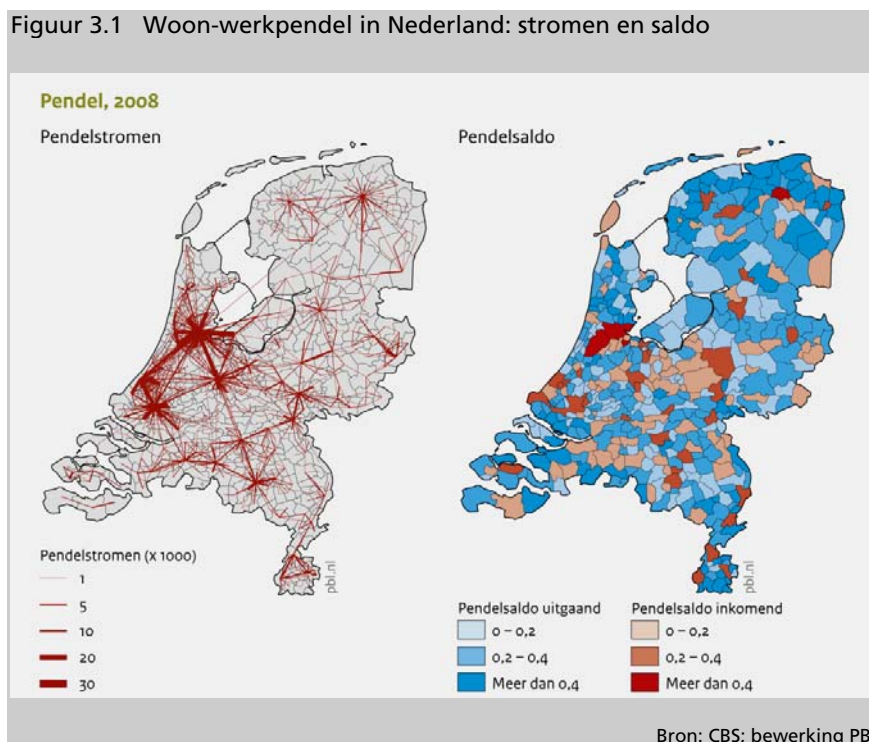 Figuur 3.1 Woon-werkpendel in Nederland: stromen en saldo
Pendel, 2008
Pendelstromen
Pendelstromen (x 1000)
1
5
10
20
30
pbl.nl
Pendelsaldo
Pendelsaldo uitgaand
0 – 0,2
0,2 – 0,4
Meer dan 0,4
Pendelsaldo inkomend
0 – 0,2
0,2 – 0,4
Meer dan 0,4
pbl.nl
Bron: CBS; bewerking PB